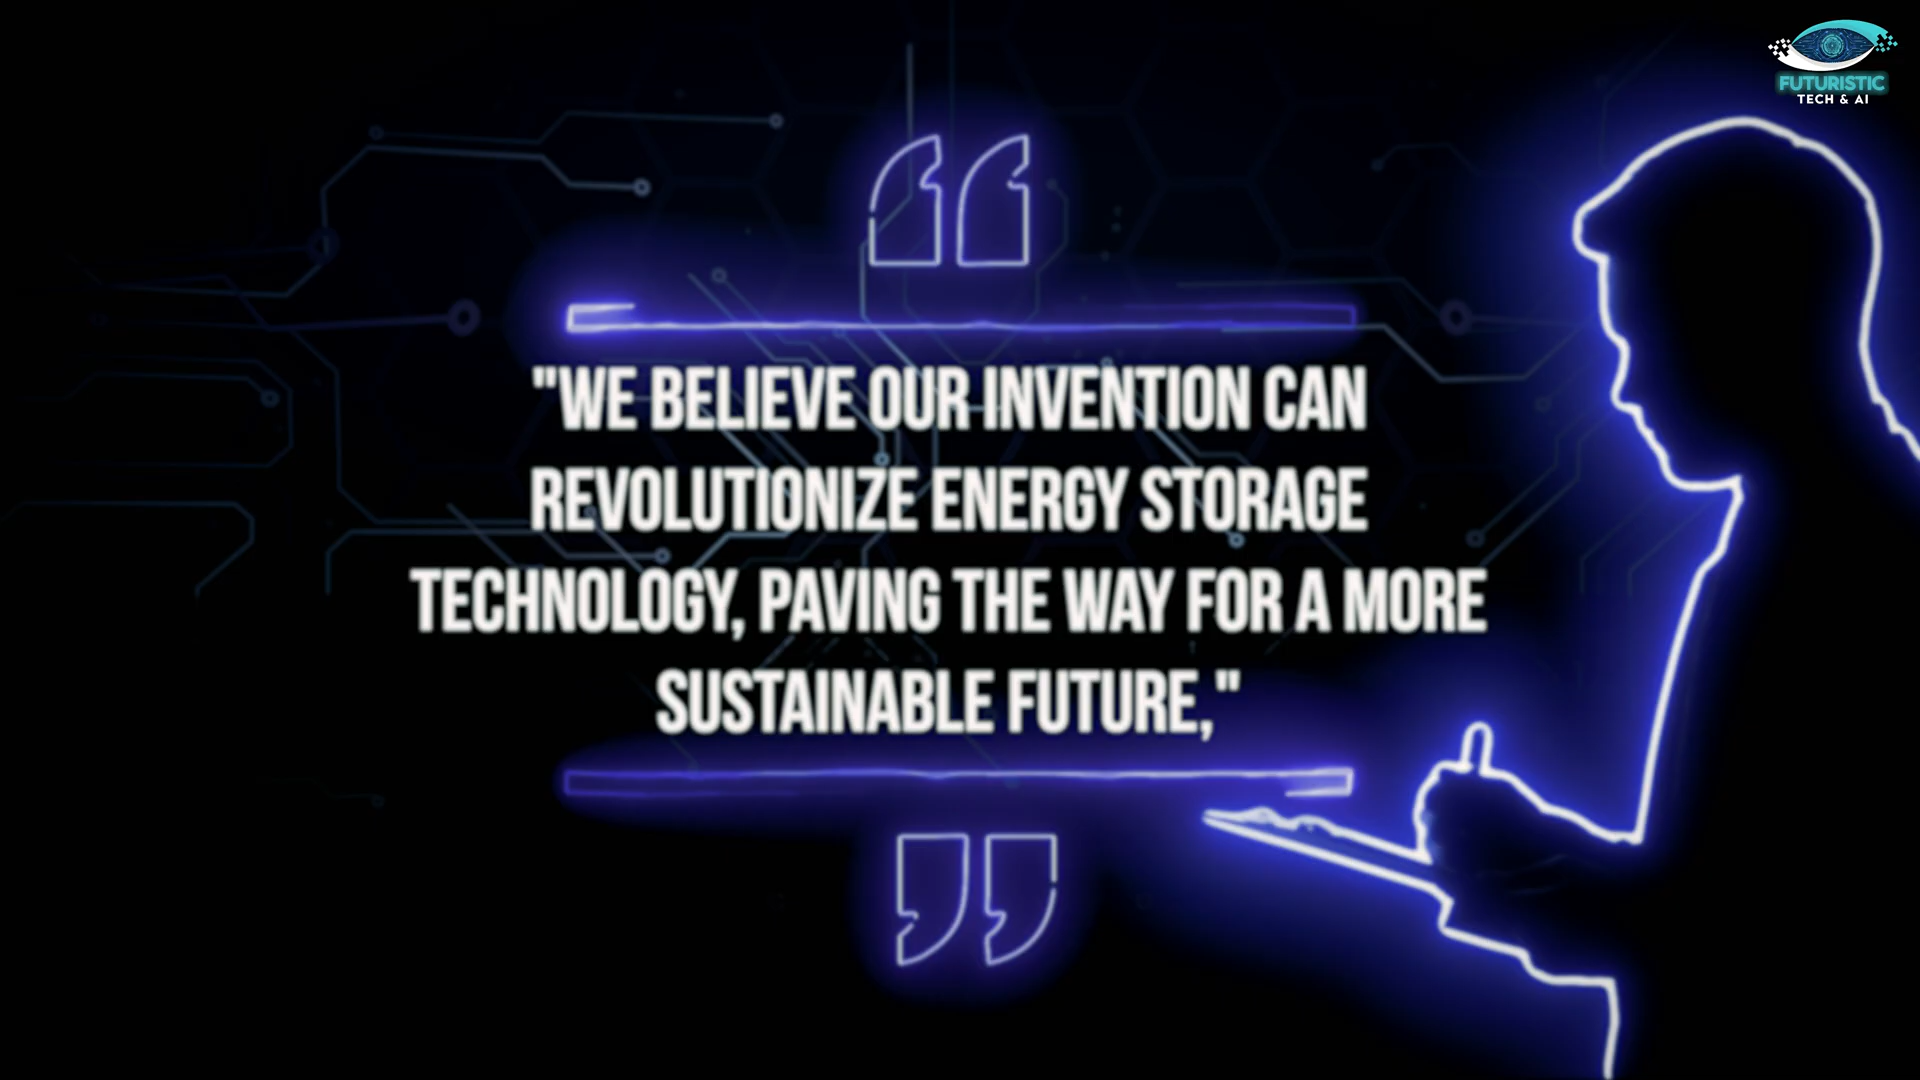 FUTURISTIC
TECH & AI
"WE BELIEVE OUR INVENTION CAN
REVOLUTIONIZE ENERGY STORAGE
TECHNOLOGY, PAVING THE WAY FOR A MORE
SUSTAINABLE FUTURE,"